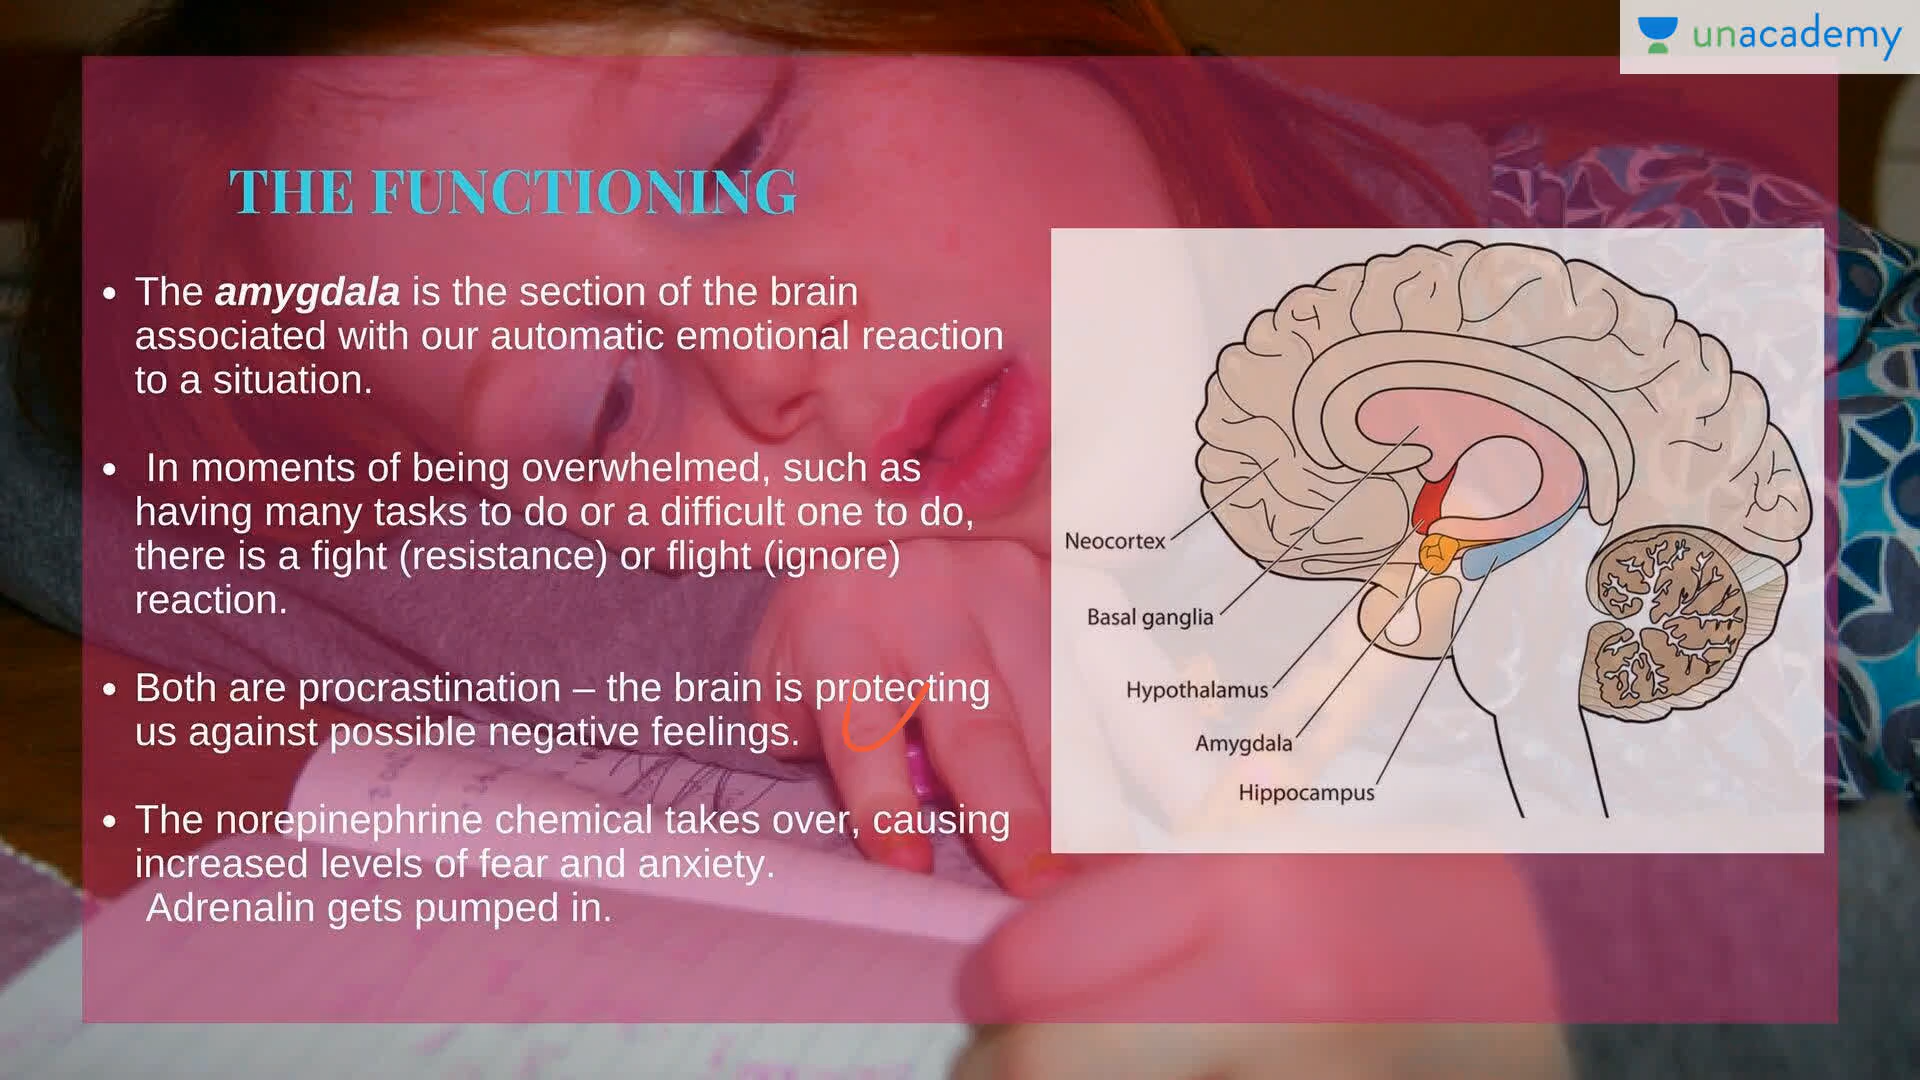 unacademy
THE FUNCTIONING
• The amygdala is the section of the brain
associated with our automatic emotional reaction
to a situation.
• In moments of being overwhelmed, such as
having many tasks to do or a difficult one to do,
there is a fight (resistance) or flight (ignore)
reaction.
• Both are procrastination – the brain is protecting
us against possible negative feelings.
• The norepinephrine chemical takes over, causing
increased levels of fear and anxiety.
Adrenalin gets pumped in.
Neocortex
Basal ganglia
Hypothalamus
Amygdala
Hippocampus